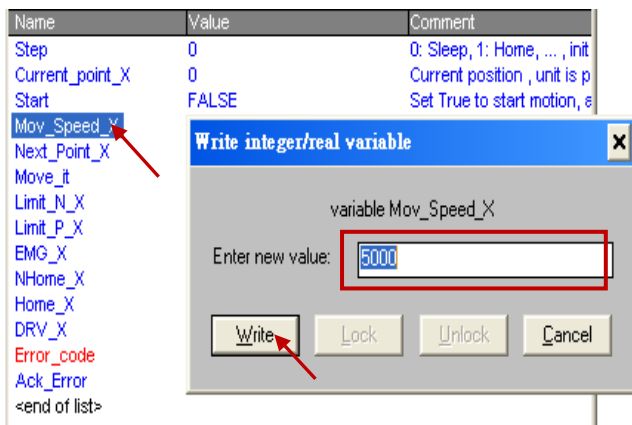 Name Value Comment
Step 0 0: Sleep, 1: Home, ... , init
Current_point_X 0 Current position , unit is p
Start FALSE Set True to start motion, a
Mov_Speed_X
Next_Point_X
Move_it
Limit_N_X
Limit_P_X
EMG_X
NHome_X
Home_X
DRV_X
Error_code
Ack_Error
<end of list>
Write integer/real variable
variable Mov_Speed_X
Enter new value: 5000
Write Lock Unlock Cancel